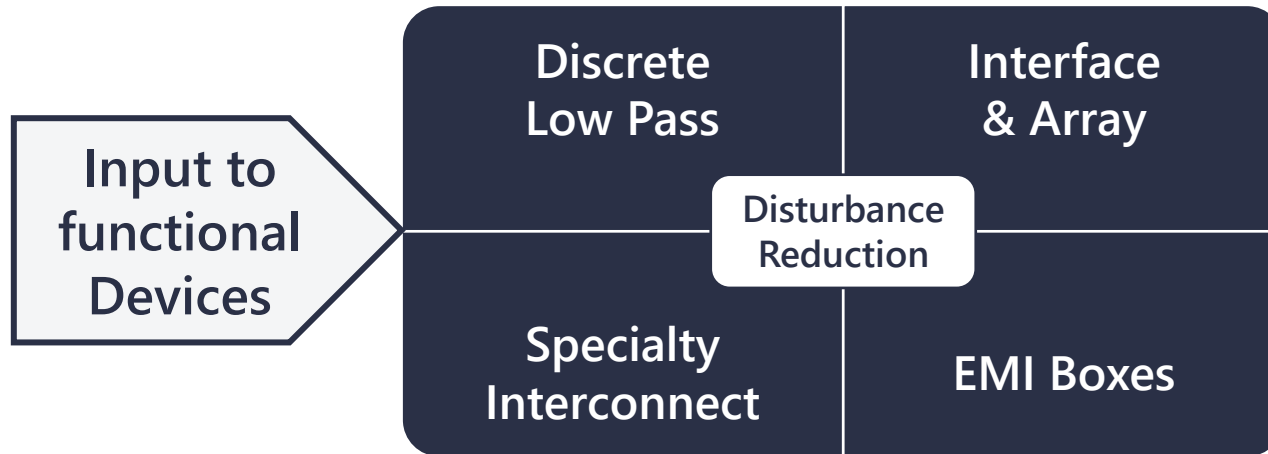 Input to
functional
Devices
Discrete
Low Pass
Interface
& Array
Disturbance
Reduction
Specialty
Interconnect
EMI Boxes